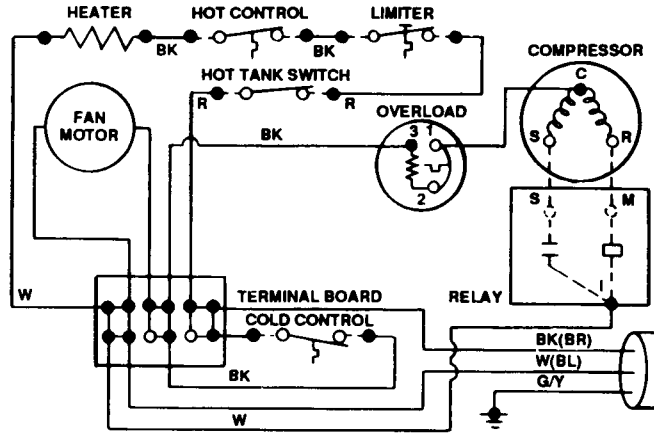 HEATER HOT CONTROL LIMITER
BK BK
COMPRESSOR
HOT TANK SWITCH
C
R R
FAN
MOTOR
OVERLOAD
BK
3 1
S R
2
S M
W
TERMINAL BOARD
RELAY
1
COLD CONTROL
BK(BR)
W(BL)
BK
G/Y
W